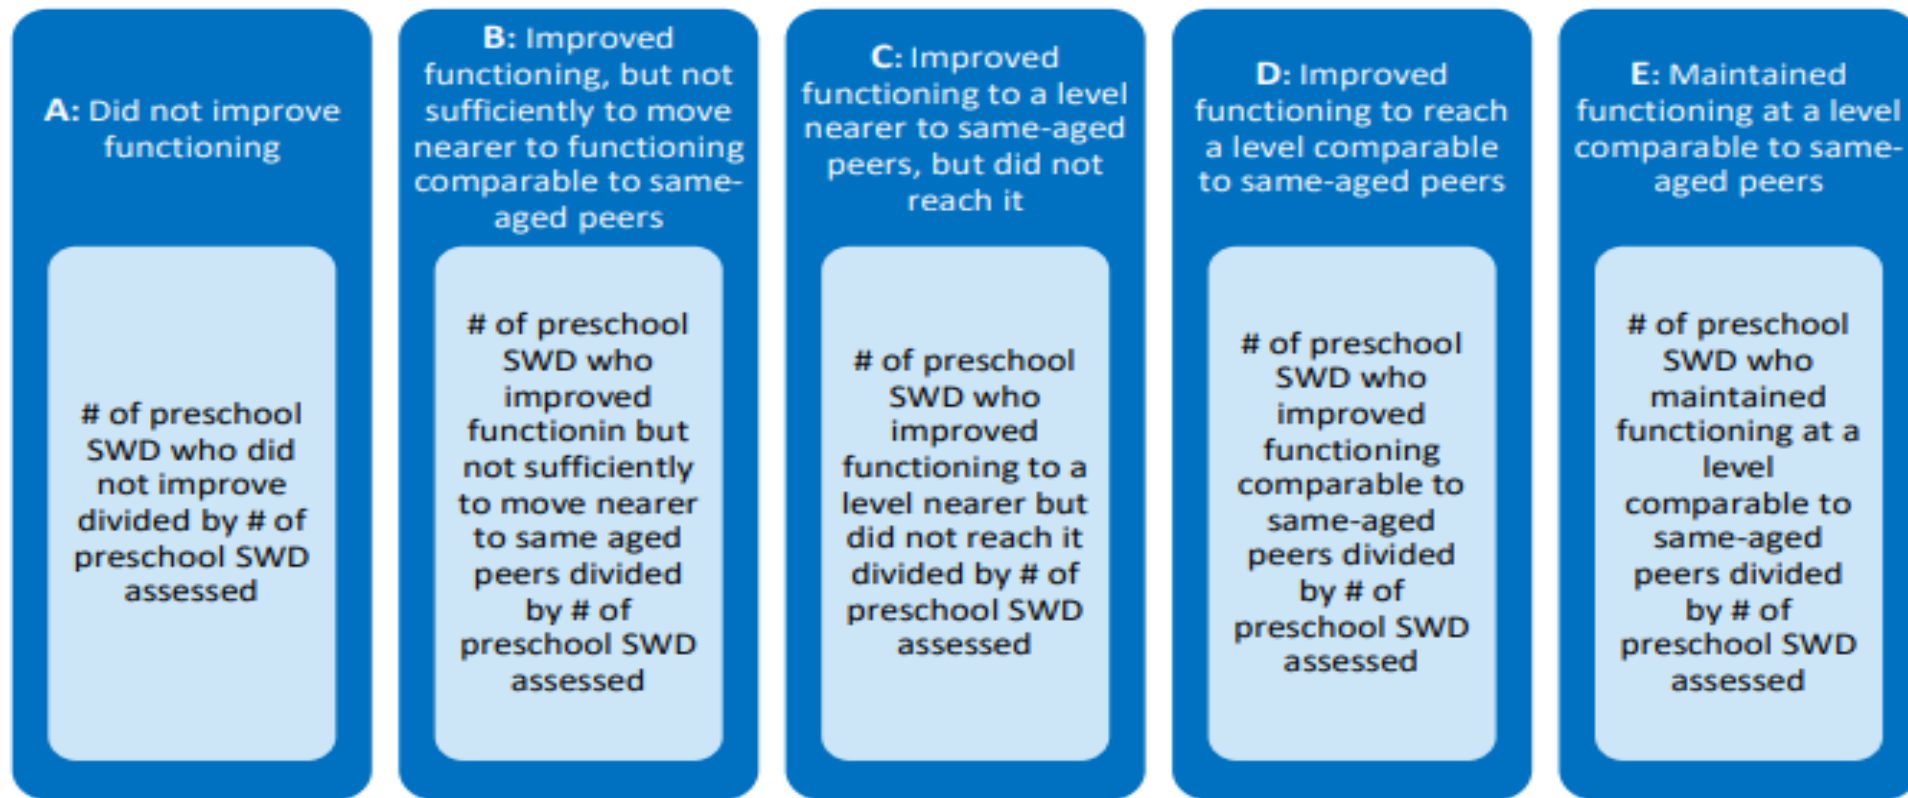 A: Did not improve
functioning
# of preschool
SWD who did
not improve
divided by # of
preschool SWD
assessed
B: Improved
functioning, but not
sufficiently to move
nearer to functioning
comparable to same-
aged peers
# of preschool
SWD who
improved
functionin but
not sufficiently
to move nearer
to same aged
peers divided
by # of
preschool SWD
assessed
C: Improved
functioning to a level
nearer to same-aged
peers, but did not
reach it
# of preschool
SWD who
improved
functioning to a
level nearer but
did not reach it
divided by # of
preschool SWD
assessed
D: Improved
functioning to reach
a level comparable
to same-aged peers
# of preschool
SWD who
improved
functioning
comparable to
same-aged
peers divided
by # of
preschool SWD
assessed
E: Maintained
functioning at a level
comparable to same-
aged peers
# of preschool
SWD who
maintained
functioning at a
level
comparable to
same-aged
peers divided
by # of
preschool SWD
assessed